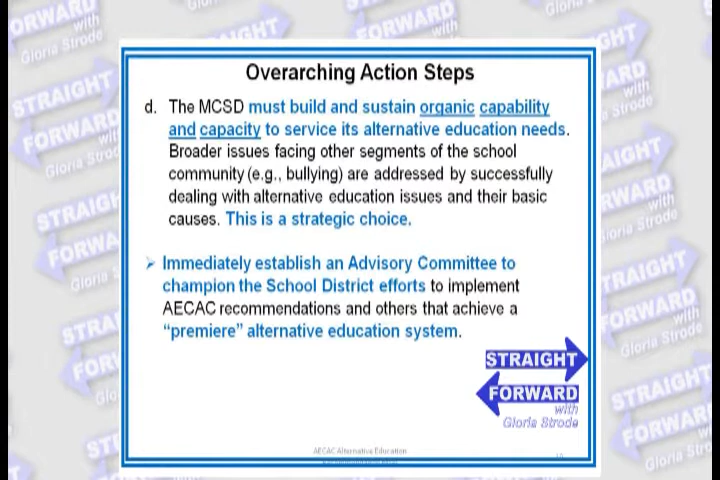 Overarching Action Steps
d. The MCSD must build and sustain organic capability
and capacity to service its alternative education needs.
Broader issues facing other segments of the school
community (e.g., bullying) are addressed by successfully
dealing with alternative education issues and their basic
causes. This is a strategic choice.
➢ Immediately establish an Advisory Committee to
champion the School District efforts to implement
AECAC recommendations and others that achieve a
“premiere” alternative education system.
STRAIGHT
FORWARD
with
Gloria Strode
AECAC Alternative Education